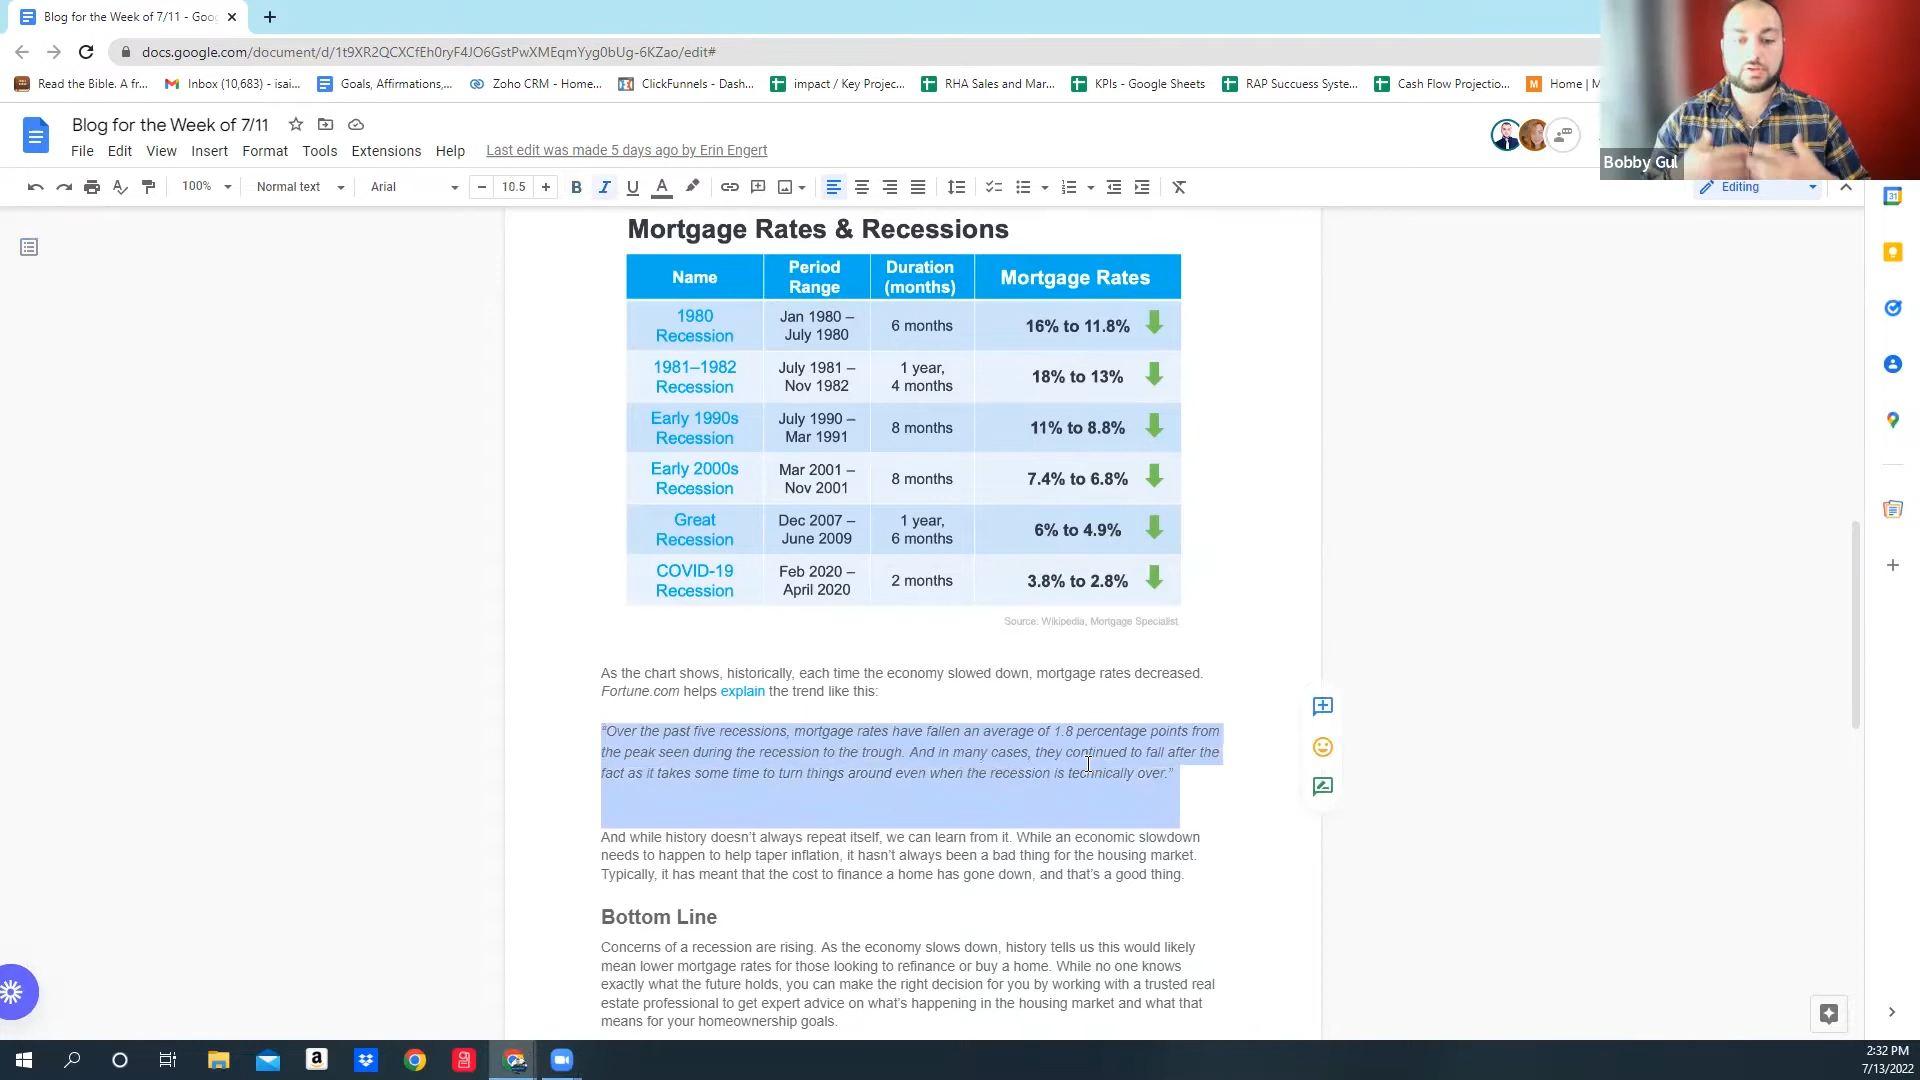 Blog for the Week of 7/11 - Goo
docs.google.com/document/d/1t9XR2QCXCfEh0ryF4JO6GstPwXMEqmYyg0bUg-6KZao/edit#
Read the Bible. A fr... Inbox (10,683) - isai... Goals, Affirmations,... Zoho CRM - Home... ClickFunnels - Dash... impact / Key Projec... RHA Sales and Mar... KPIs - Google Sheets RAP Succuess Syste... Cash Flow Projectio... Home | M
Blog for the Week of 7/11
File Edit View Insert Format Tools Extensions Help Last edit was made 5 days ago by Erin Engert
Bobby Gul
100% Normal text Arial 10.5 B I U A Editing
Mortgage Rates & Recessions
Name Period Range Duration (months) Mortgage Rates
1980 Recession Jan 1980 – July 1980 6 months 16% to 11.8%
1981–1982 Recession July 1981 – Nov 1982 1 year, 4 months 18% to 13%
Early 1990s Recession July 1990 – Mar 1991 8 months 11% to 8.8%
Early 2000s Recession Mar 2001 – Nov 2001 8 months 7.4% to 6.8%
Great Recession Dec 2007 – June 2009 1 year, 6 months 6% to 4.9%
COVID-19 Recession Feb 2020 – April 2020 2 months 3.8% to 2.8%
Source: Wikipedia, Mortgage Specialist
As the chart shows, historically, each time the economy slowed down, mortgage rates decreased.
Fortune.com helps explain the trend like this:
“Over the past five recessions, mortgage rates have fallen an average of 1.8 percentage points from
the peak seen during the recession to the trough. And in many cases, they continued to fall after the
fact as it takes some time to turn things around even when the recession is technically over.”
And while history doesn’t always repeat itself, we can learn from it. While an economic slowdown
needs to happen to help taper inflation, it hasn’t always been a bad thing for the housing market.
Typically, it has meant that the cost to finance a home has gone down, and that’s a good thing.
Bottom Line
Concerns of a recession are rising. As the economy slows down, history tells us this would likely
mean lower mortgage rates for those looking to refinance or buy a home. While no one knows
exactly what the future holds, you can make the right decision for you by working with a trusted real
estate professional to get expert advice on what’s happening in the housing market and what that
means for your homeownership goals.
2:32 PM
7/13/2022